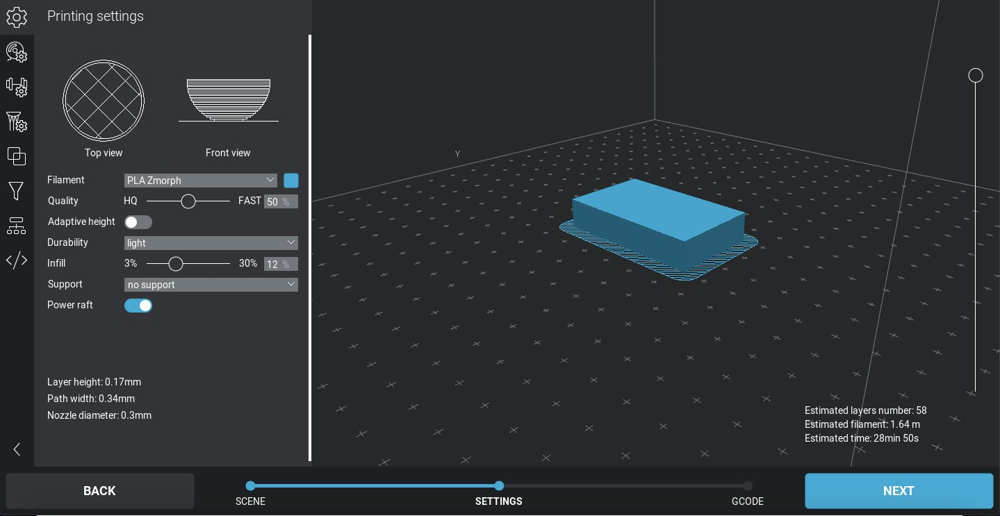 Printing settings
Top view
Front view
Filament
PLA Zmorph
Quality
HQ
FAST
50 %
Adaptive height
Durability
light
Infill
3%
30%
12 %
Support
no support
Power raft
Layer height: 0.17mm
Path width: 0.34mm
Nozzle diameter: 0.3mm
Y
Estimated layers number: 58
Estimated filament: 1.64 m
Estimated time: 28min 50s
BACK
SCENE
SETTINGS
GCODE
NEXT